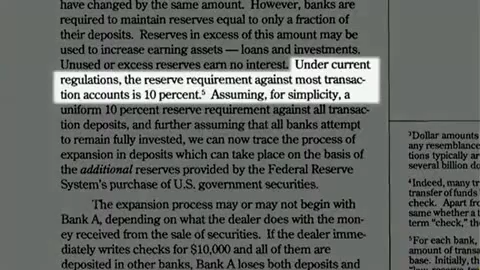 have changed by the same amount. However, banks are
required to maintain reserves equal to only a fraction of
their deposits. Reserves in excess of this amount may be
used to increase earning assets — loans and investments.
Unused or excess reserves earn no interest. Under current
regulations, the reserve requirement against most transac-
tion accounts is 10 percent.⁵ Assuming, for simplicity, a
uniform 10 percent reserve requirement against all transac-
tion deposits, and further assuming that all banks attempt
to remain fully invested, we can now trace the process of
expansion in deposits which can take place on the basis of
the additional reserves provided by the Federal Reserve
System's purchase of U.S. government securities.
The expansion process may or may not begin with
Bank A, depending on what the dealer does with the mon-
ey received from the sale of securities. If the dealer imme-
diately writes checks for $10,000 and all of them are
deposited in other banks, Bank A loses both deposits and
³Dollar amounts
any resemblance
tions typically ar
several billion do
⁴Indeed, many tr
transfer of funds
check". Apart fro
same whether a t
term "check,"
⁵For each bank,
amount of
base. Initially, th